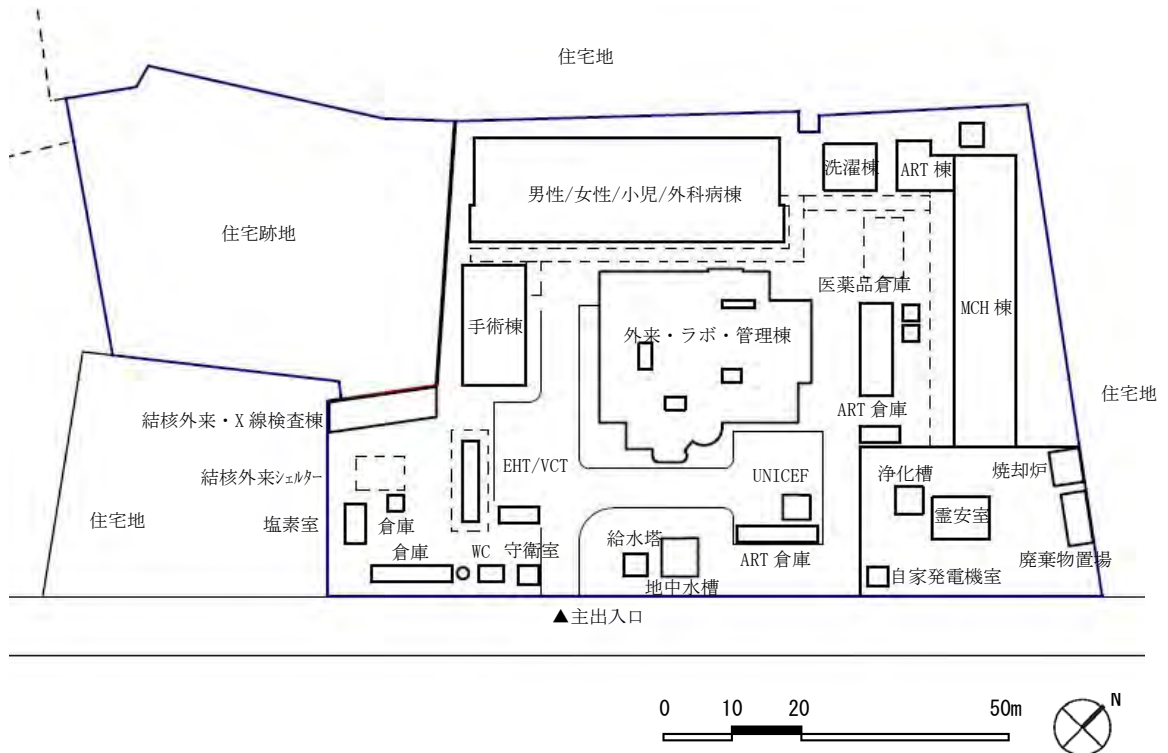 住宅地
洗濯棟
ART 棟
男性/女性/小児/外科病棟
住宅跡地
医薬品倉庫
MCH 棟
手術棟
外来・ラボ・管理棟
住宅地
ART 倉庫
結核外来・X 線検査棟
結核外来シェルター
EHT/VCT
UNICEF
浄化槽
焼却炉
住宅地
塩素室
倉庫
霊安室
倉庫
WC
守衛室
給水塔
ART 倉庫
廃棄物置場
地中水槽
自家発電機室
▲主出入口
0 10 20 50m
N